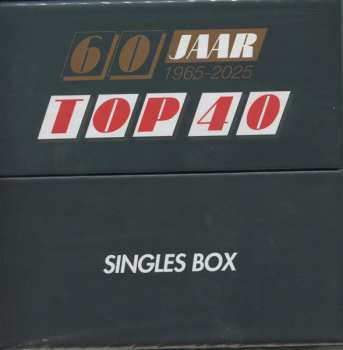 60 JAAR
1965-2025
TOP 40
SINGLES BOX